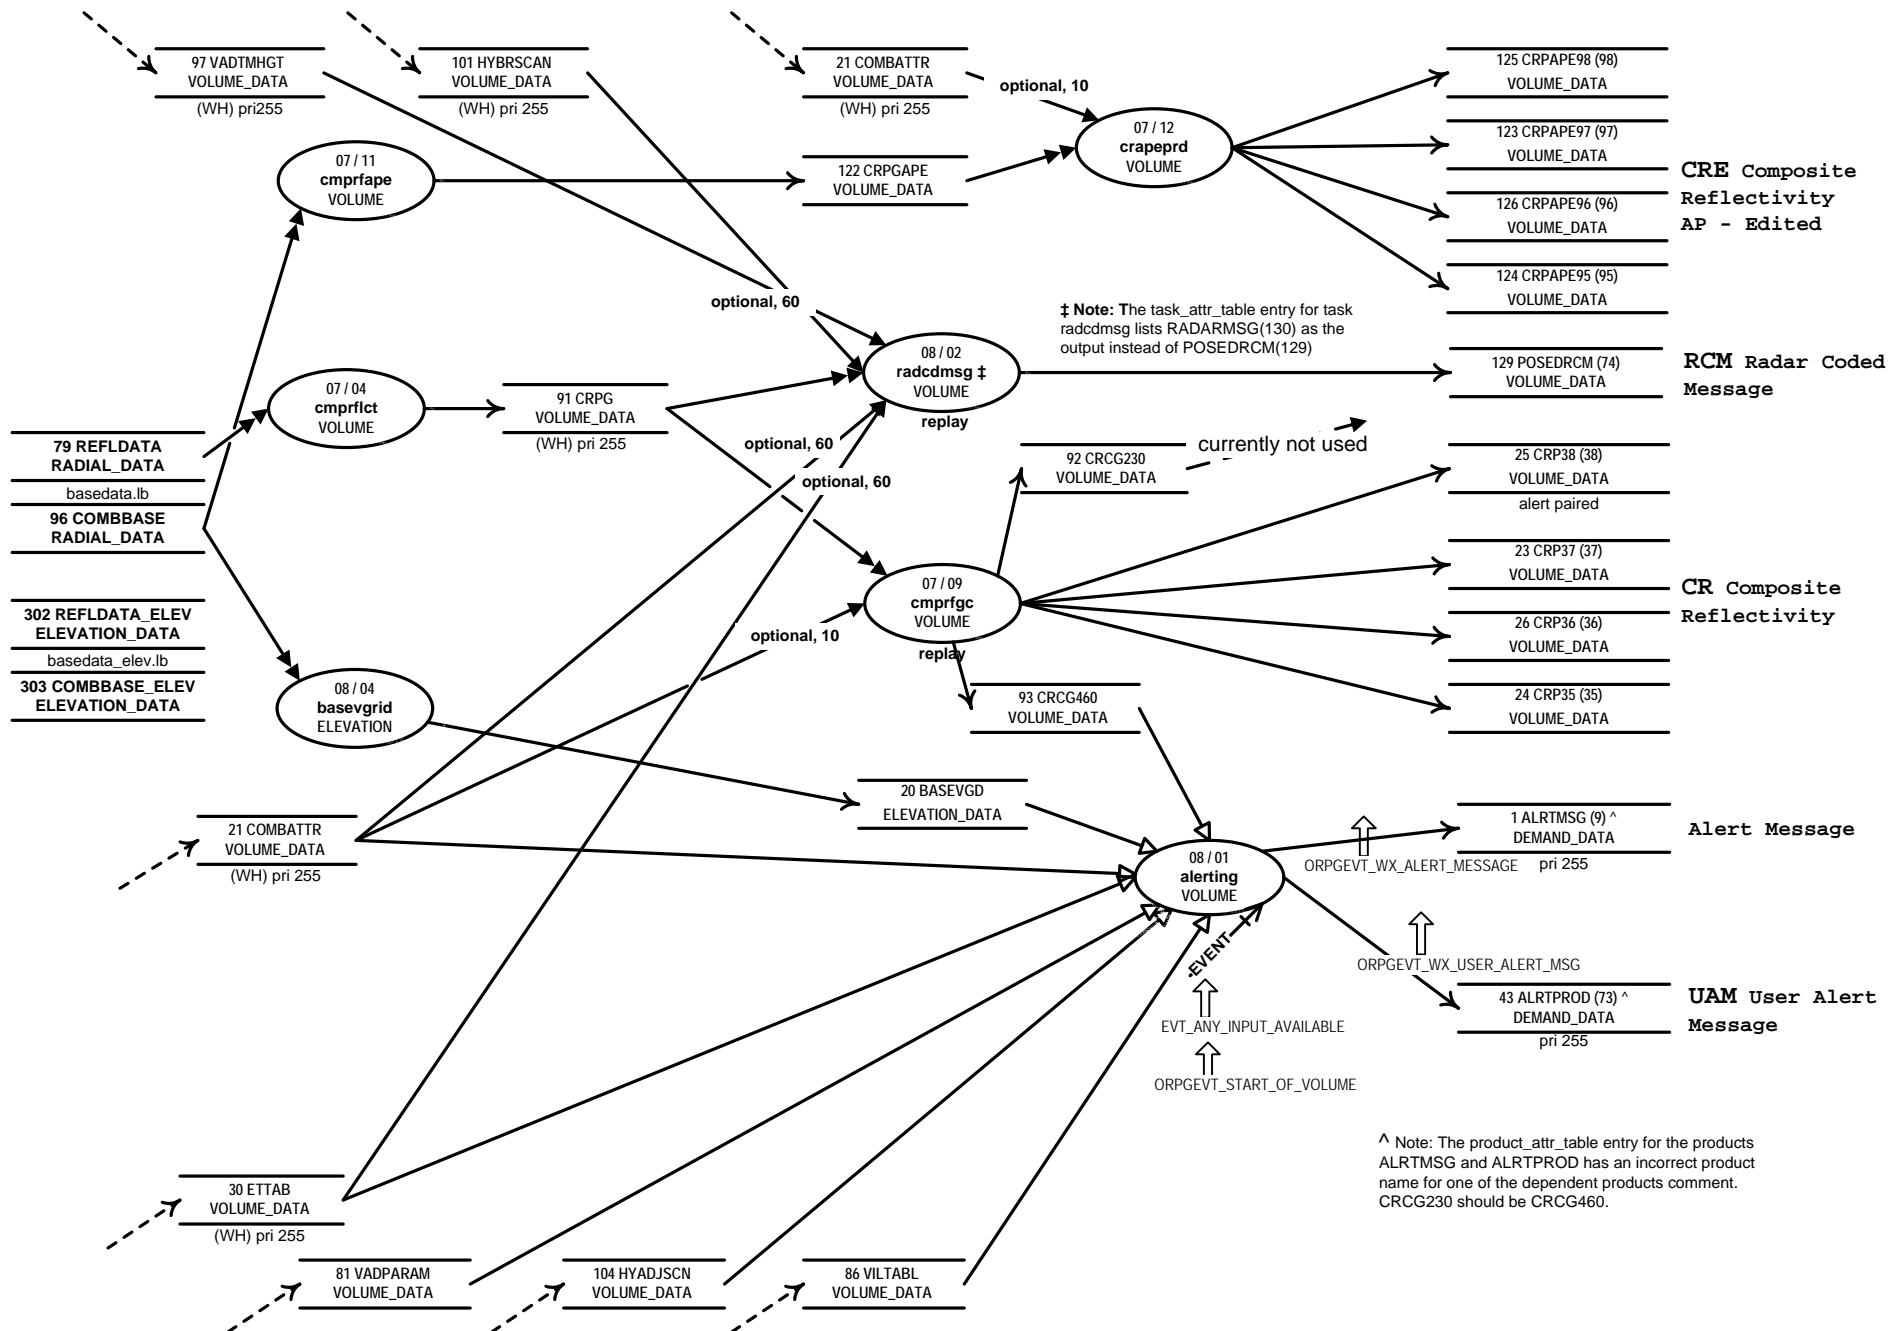 97 VADTMHGT
VOLUME_DATA
(WH) pri255
101 HYBRSCAN
VOLUME_DATA
(WH) pri 255
21 COMBATTR
VOLUME_DATA
(WH) pri 255
optional, 10
07 / 12
crapeprd
VOLUME
125 CRPAPE98 (98)
VOLUME_DATA
123 CRPAPE97 (97)
VOLUME_DATA
126 CRPAPE96 (96)
VOLUME_DATA
124 CRPAPE95 (95)
VOLUME_DATA
CRE Composite
Reflectivity
AP - Edited
07 / 11
cmprfape
VOLUME
122 CRPGAPE
VOLUME_DATA
optional, 60
‡ Note: The task_attr_table entry for task
radcdmsg lists RADARMSG(130) as the
output instead of POSEDRCM(129)
08 / 02
radcdmsg ‡
VOLUME
replay
129 POSEDRCM (74)
VOLUME_DATA
RCM Radar Coded
Message
07 / 04
cmprflct
VOLUME
91 CRPG
VOLUME_DATA
(WH) pri 255
optional, 60
optional, 60
79 REFLDATA
RADIAL_DATA
basedata.lb
96 COMBBASE
RADIAL_DATA
92 CRCG230
VOLUME_DATA
currently not used
25 CRP38 (38)
VOLUME_DATA
alert paired
23 CRP37 (37)
VOLUME_DATA
26 CRP36 (36)
VOLUME_DATA
24 CRP35 (35)
VOLUME_DATA
CR Composite
Reflectivity
07 / 09
cmprfgc
VOLUME
replay
optional, 10
302 REFLDATA_ELEV
ELEVATION_DATA
basedata_elev.lb
303 COMBBASE_ELEV
ELEVATION_DATA
08 / 04
basevgrid
ELEVATION
93 CRCG460
VOLUME_DATA
20 BASEVGD
ELEVATION_DATA
21 COMBATTR
VOLUME_DATA
(WH) pri 255
08 / 01
alerting
VOLUME
1 ALRTMSG (9) ^
DEMAND_DATA
pri 255
Alert Message
ORPGEVT_WX_ALERT_MESSAGE
ORPGEVT_WX_USER_ALERT_MSG
43 ALRTPROD (73) ^
DEMAND_DATA
pri 255
UAM User Alert
Message
-EVENT
EVT_ANY_INPUT_AVAILABLE
ORPGEVT_START_OF_VOLUME
^ Note: The product_attr_table entry for the products
ALRTMSG and ALRTPROD has an incorrect product
name for one of the dependent products comment.
CRCG230 should be CRCG460.
30 ETTAB
VOLUME_DATA
(WH) pri 255
81 VADPARAM
VOLUME_DATA
104 HYADJSCN
VOLUME_DATA
86 VILTABL
VOLUME_DATA